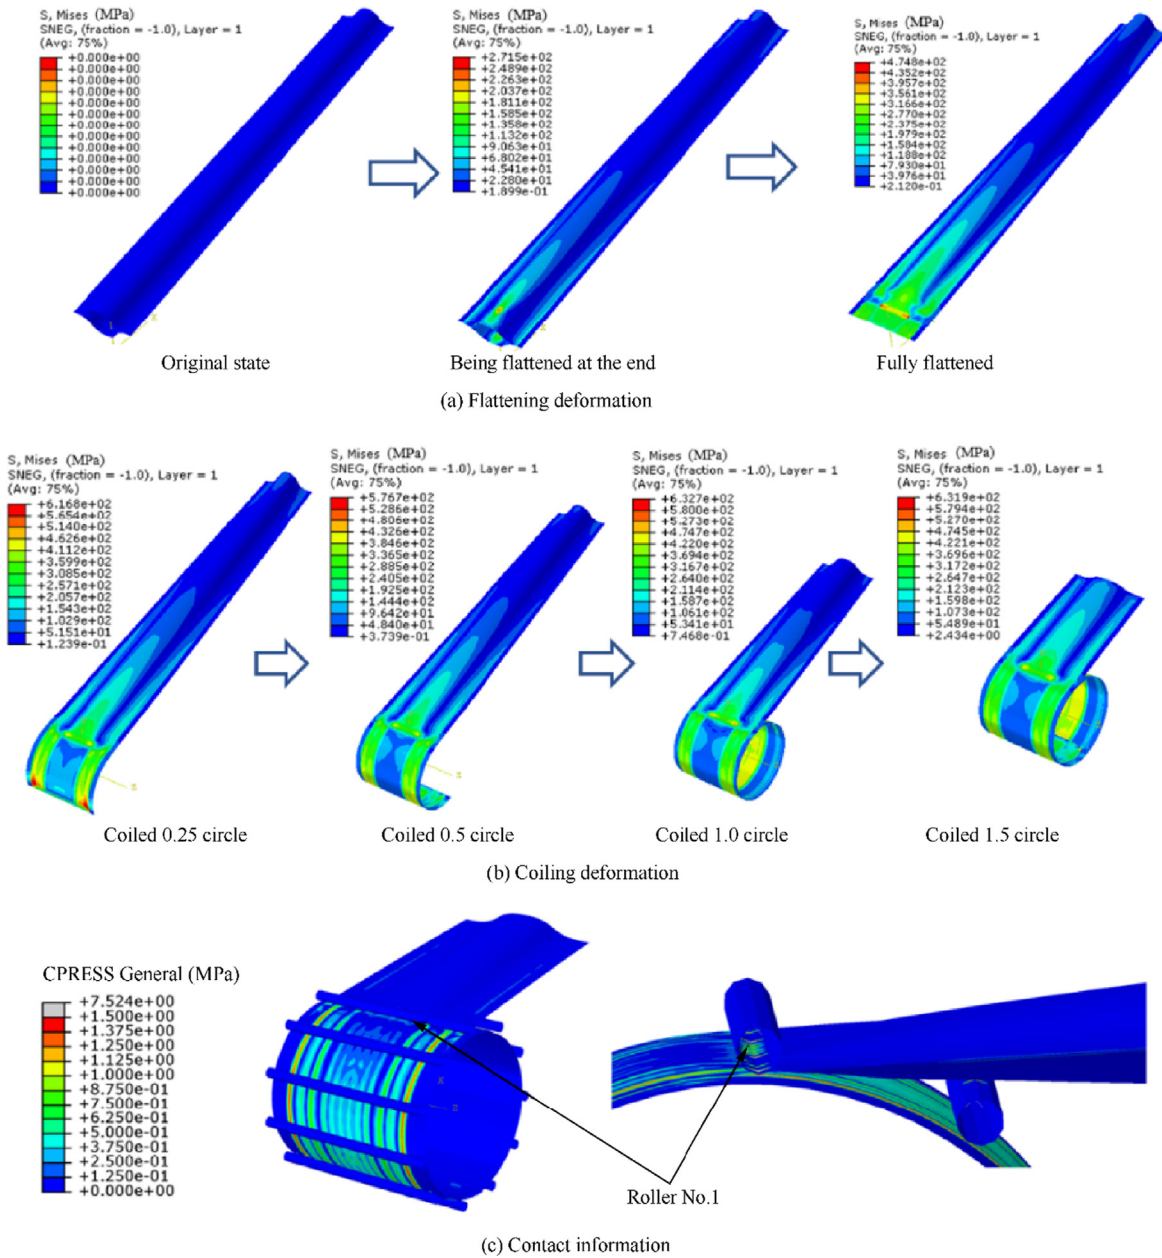 S, Mises (MPa)
SNEG, (fraction = -1.0), Layer = 1
(Avg: 75%)
+0.000e+00
+0.000e+00
+0.000e+00
+0.000e+00
+0.000e+00
+0.000e+00
+0.000e+00
+0.000e+00
+0.000e+00
+0.000e+00
+0.000e+00
+0.000e+00
+0.000e+00
S, Mises (MPa)
SNEG, (fraction = -1.0), Layer = 1
(Avg: 75%)
+2.715e+02
+2.489e+02
+2.263e+02
+2.037e+02
+1.811e+02
+1.585e+02
+1.358e+02
+1.132e+02
+9.063e+01
+6.802e+01
+4.541e+01
+2.280e+01
+1.899e-01
S, Mises (MPa)
SNEG, (fraction = -1.0), Layer = 1
(Avg: 75%)
+4.748e+02
+4.352e+02
+3.957e+02
+3.561e+02
+3.166e+02
+2.770e+02
+2.375e+02
+1.979e+02
+1.584e+02
+1.188e+02
+7.930e+01
+3.976e+01
+2.120e-01
Original state
Being flattened at the end
Fully flattened
(a) Flattening deformation
S, Mises (MPa)
SNEG, (fraction = -1.0), Layer = 1
(Avg: 75%)
+6.168e+02
+5.654e+02
+5.140e+02
+4.626e+02
+4.112e+02
+3.599e+02
+3.085e+02
+2.571e+02
+2.057e+02
+1.543e+02
+1.029e+02
+5.151e+01
+1.239e-01
S, Mises (MPa)
SNEG, (fraction = -1.0), Layer = 1
(Avg: 75%)
+5.767e+02
+5.286e+02
+4.806e+02
+4.326e+02
+3.846e+02
+3.365e+02
+2.885e+02
+2.405e+02
+1.925e+02
+1.444e+02
+9.642e+01
+4.840e+01
+3.739e-01
S, Mises (MPa)
SNEG, (fraction = -1.0), Layer = 1
(Avg: 75%)
+6.327e+02
+5.800e+02
+5.273e+02
+4.747e+02
+4.220e+02
+3.694e+02
+3.167e+02
+2.640e+02
+2.114e+02
+1.587e+02
+1.061e+02
+5.341e+01
+7.468e-01
S, Mises (MPa)
SNEG, (fraction = -1.0), Layer = 1
(Avg: 75%)
+6.319e+02
+5.794e+02
+5.270e+02
+4.745e+02
+4.221e+02
+3.696e+02
+3.172e+02
+2.647e+02
+2.123e+02
+1.598e+02
+1.073e+02
+5.489e+01
+2.434e+00
Coiled 0.25 circle
Coiled 0.5 circle
Coiled 1.0 circle
Coiled 1.5 circle
(b) Coiling deformation
CPRESS General (MPa)
+7.524e+00
+1.500e+00
+1.375e+00
+1.250e+00
+1.125e+00
+1.000e+00
+8.750e-01
+7.500e-01
+6.250e-01
+5.000e-01
+3.750e-01
+2.500e-01
+1.250e-01
+0.000e+00
Roller No.1
(c) Contact information